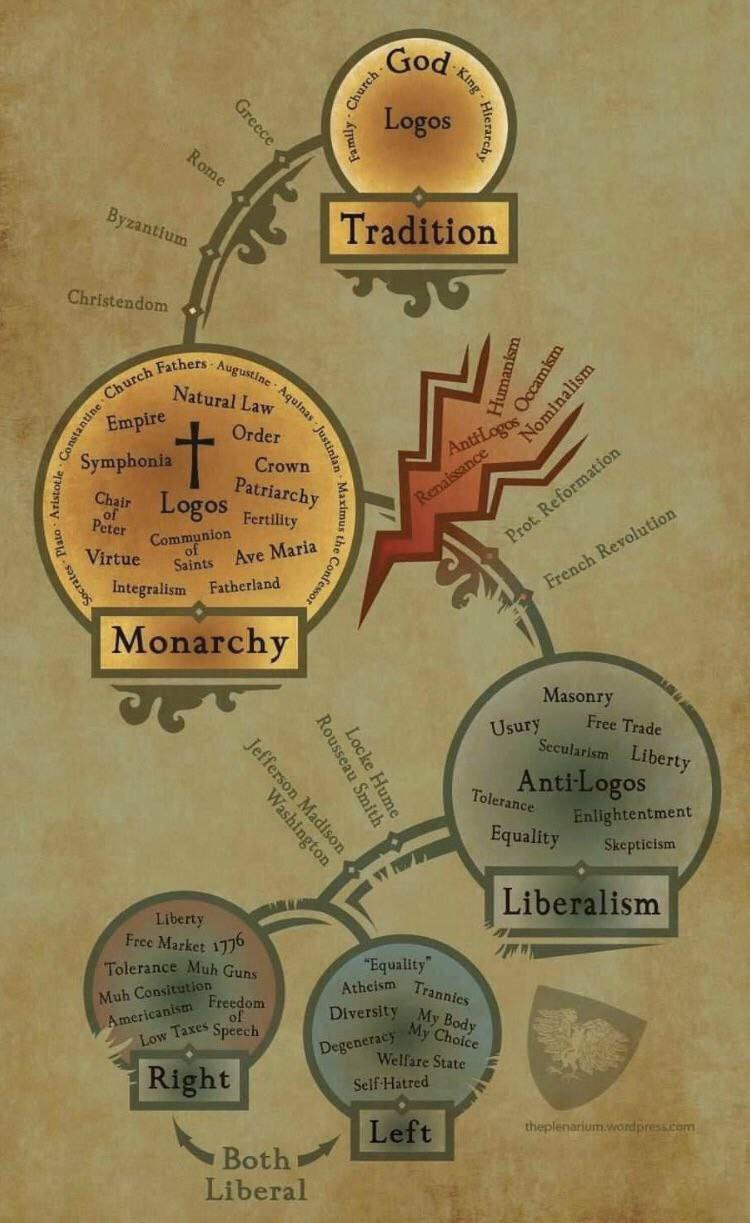 God
Family · Church · King · Hierarchy
Logos
Tradition
Greece
Rome
Byzantium
Christendom
Socrates · Plato · Aristotle · Constantine · Church Fathers · Augustine · Aquinas · Justinian · Maximus the Confessor
Natural Law
Empire
Order
Symphonia
Crown
Patriarchy
Logos
Chair
of
Peter
Fertility
Communion
of
Saints
Virtue
Ave Maria
Integralism
Fatherland
Monarchy
Humanism
Occamism
Nominalism
Anti-Logos
Renaissance
Prot. Reformation
French Revolution
Masonry
Usury
Free Trade
Secularism
Liberty
Anti-Logos
Tolerance
Enlightentment
Equality
Skepticism
Liberalism
Locke Hume
Rousseau Smith
Jefferson Madison
Washington
Liberty
Free Market 1776
Tolerance Muh Guns
Muh Consitution
Americanism
Freedom
of
Speech
Low Taxes
Right
"Equality"
Atheism
Trannies
Diversity
My Body
My Choice
Degeneracy
Welfare State
Self-Hatred
Left
Both
Liberal
theplenarium.wordpress.com